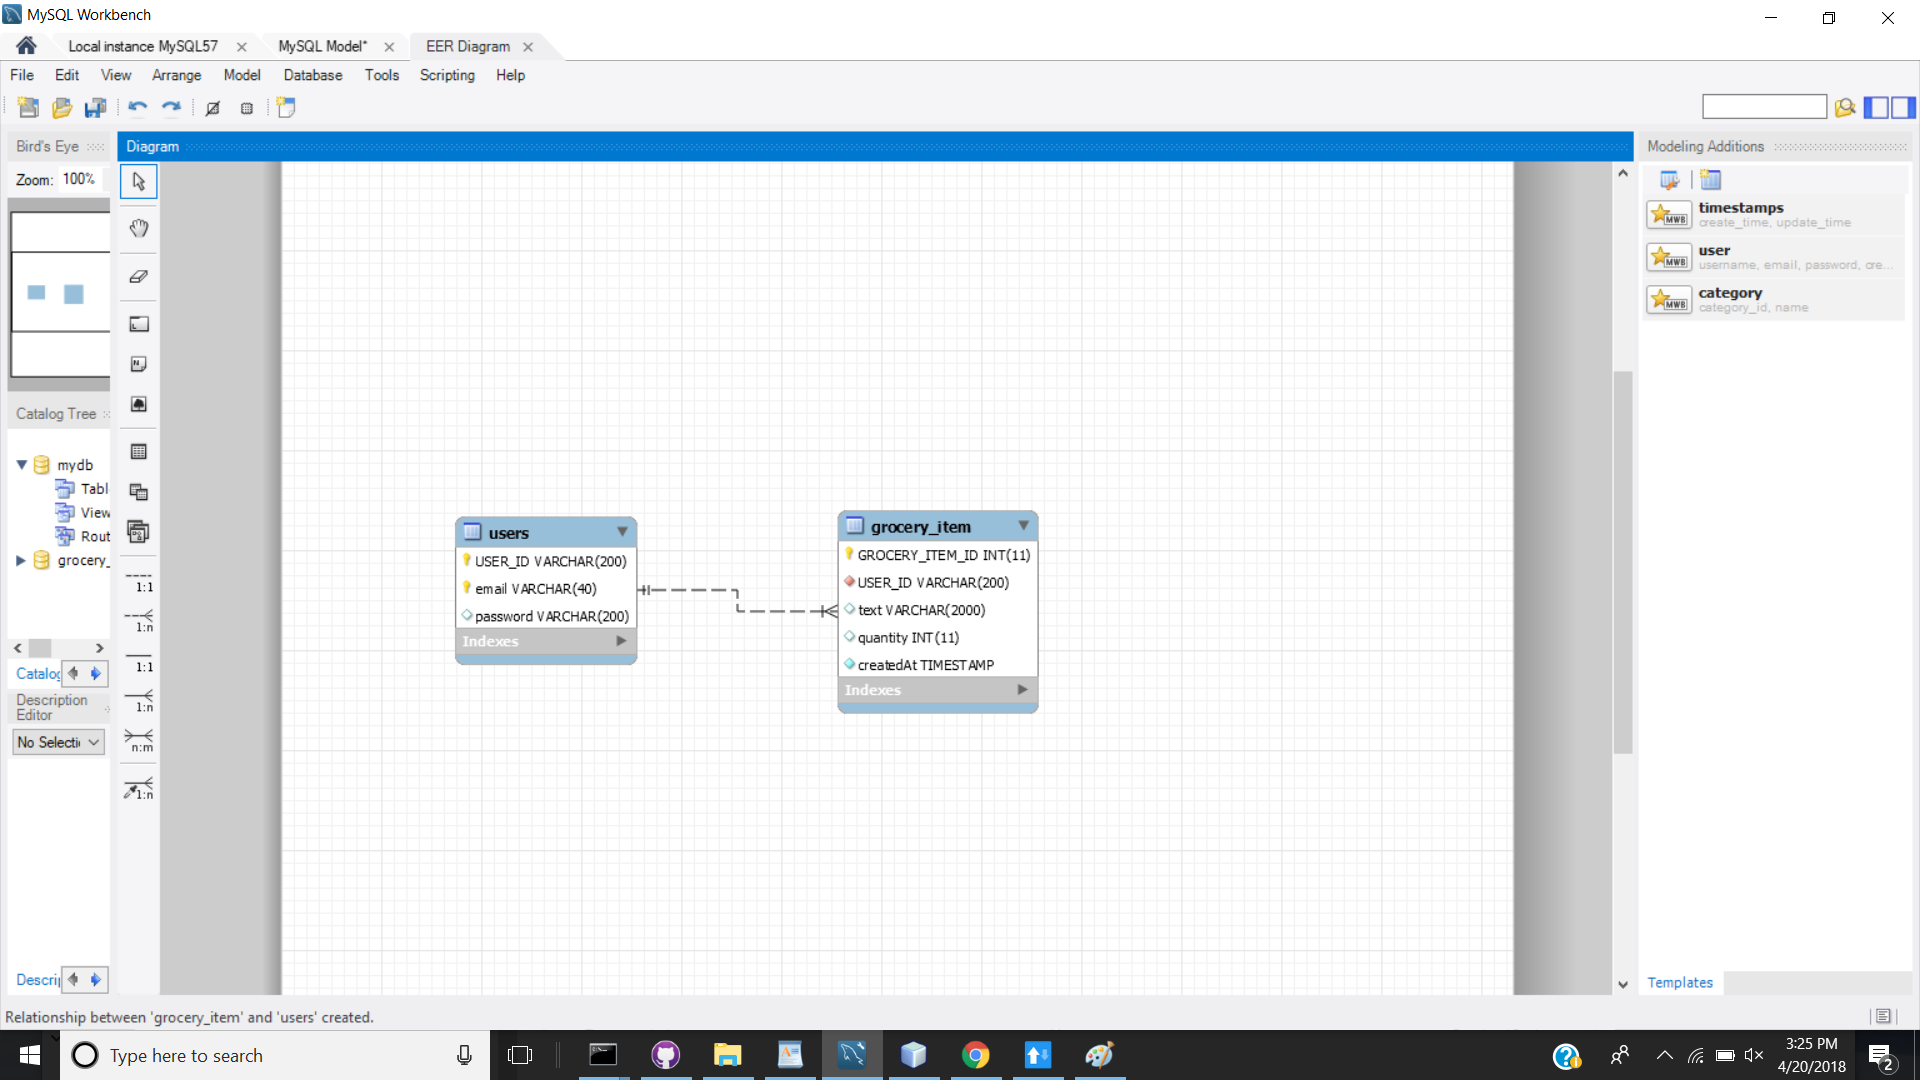 MySQL Workbench
Local instance MySQL57
MySQL Model*
EER Diagram
File Edit View Arrange Model Database Tools Scripting Help
Bird's Eye
Diagram
Modeling Additions
Zoom: 100%
timestamps
create_time, update_time
user
username, email, password, cre...
category
category_id, name
Catalog Tree
mydb
Tabl
View
Rout
grocery_
1:1
1:n
1:1
1:n
n:m
1:n
users
USER_ID VARCHAR(200)
email VARCHAR(40)
password VARCHAR(200)
Indexes
grocery_item
GROCERY_ITEM_ID INT(11)
USER_ID VARCHAR(200)
text VARCHAR(2000)
quantity INT(11)
createdAt TIMESTAMP
Indexes
Catalog
Description
Editor
No Selecti
Descrip
Templates
Relationship between 'grocery_item' and 'users' created.
Type here to search
3:25 PM
4/20/2018
2